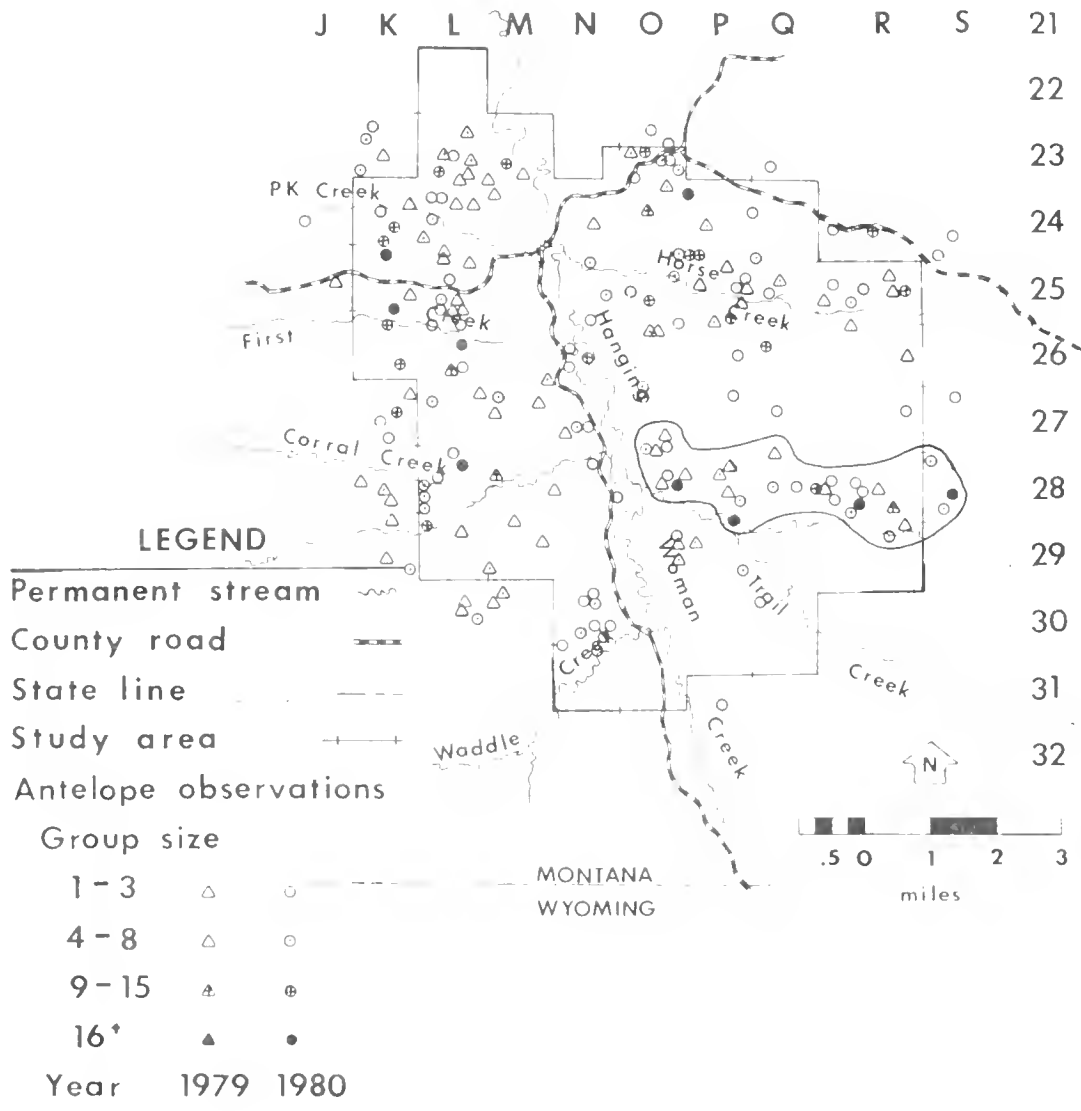 J K L M N O P Q R S 21
22
23
PK Creek
24
Horse
25
Creek
Creek
First
Hanging
26
27
Corral Creek
28
LEGEND
Woman
29
Trail
Permanent stream
30
County road
Creek
Creek
State line
31
Study area
Creek
Waddle
32
N
Antelope observations
Group size
.5 0 1 2 3
miles
1-3
MONTANA
WYOMING
4-8
9-15
16+
Year 1979 1980